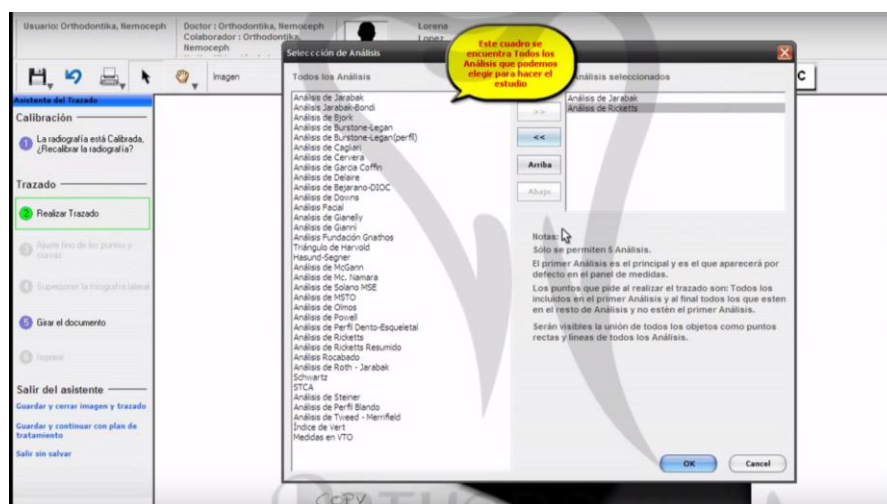 Usuario: Orthodontika, Nemoceph
Doctor : Orthodontika, Nemoceph
Colaborador : Orthodontika,
Nemoceph
Lorena
Lopez
Imagen
C
Asistente del Trazado
Calibración
1 La radiografía está Calibrada,
¿Recalibrar la radiografía?
Trazado
2 Realizar Trazado
3 Ajuste fino de los puntos y
curvas
4 Superponer la fotografía lateral
5 Girar el documento
6 Imprimir
Salir del asistente
Guardar y cerrar imagen y trazado
Guardar y continuar con plan de
tratamiento
Salir sin salvar
Selección de Análisis
Este cuadro se
encuentra Todos los
Análisis que podemos
elegir para hacer el
estudio
Todos los Análisis
Análisis de Jarabak
Análisis Jarabak-Bondi
Análisis de Bjork
Análisis de Burstone-Legan
Análisis de Burstone-Legan(perfil)
Análisis de Cagliari
Análisis de Cervera
Análisis de Garcia Coffin
Análisis de Delaire
Análisis de Bejarano-DIOC
Análisis de Downs
Análisis Facial
Analisis de Gianelly
Análisis de Gianni
Análisis Fundación Gnathos
Triángulo de Harvold
Hasund-Segner
Análisis de McGann
Análisis de Mc. Namara
Análisis de Solano MSE
Análisis de MSTO
Análisis de Olmos
Análisis de Powell
Análisis de Perfil Dento-Esqueletal
Análisis de Ricketts
Análisis de Ricketts Resumido
Análisis Rocabado
Análisis de Roth - Jarabak
Schwartz
STCA
Análisis de Steiner
Análisis de Perfil Blando
Análisis de Tweed - Merrifield
Índice de Vert
Medidas en VTO
>>
<<
Arriba
Abajo
Análisis seleccionados
Análisis de Jarabak
Análisis de Ricketts
Notas:
Sólo se permiten 5 Análisis.
El primer Análisis es el principal y es el que aparecerá por
defecto en el panel de medidas.
Los puntos que pide al realizar el trazado son: Todos los
incluidos en el primer Análisis y al final todos los que esten
en el resto de Análisis y no estén el primer Análisis.
Serán visibles la unión de todos los objetos como puntos
rectas y líneas de todos los Análisis.
OK
Cancel
COPY